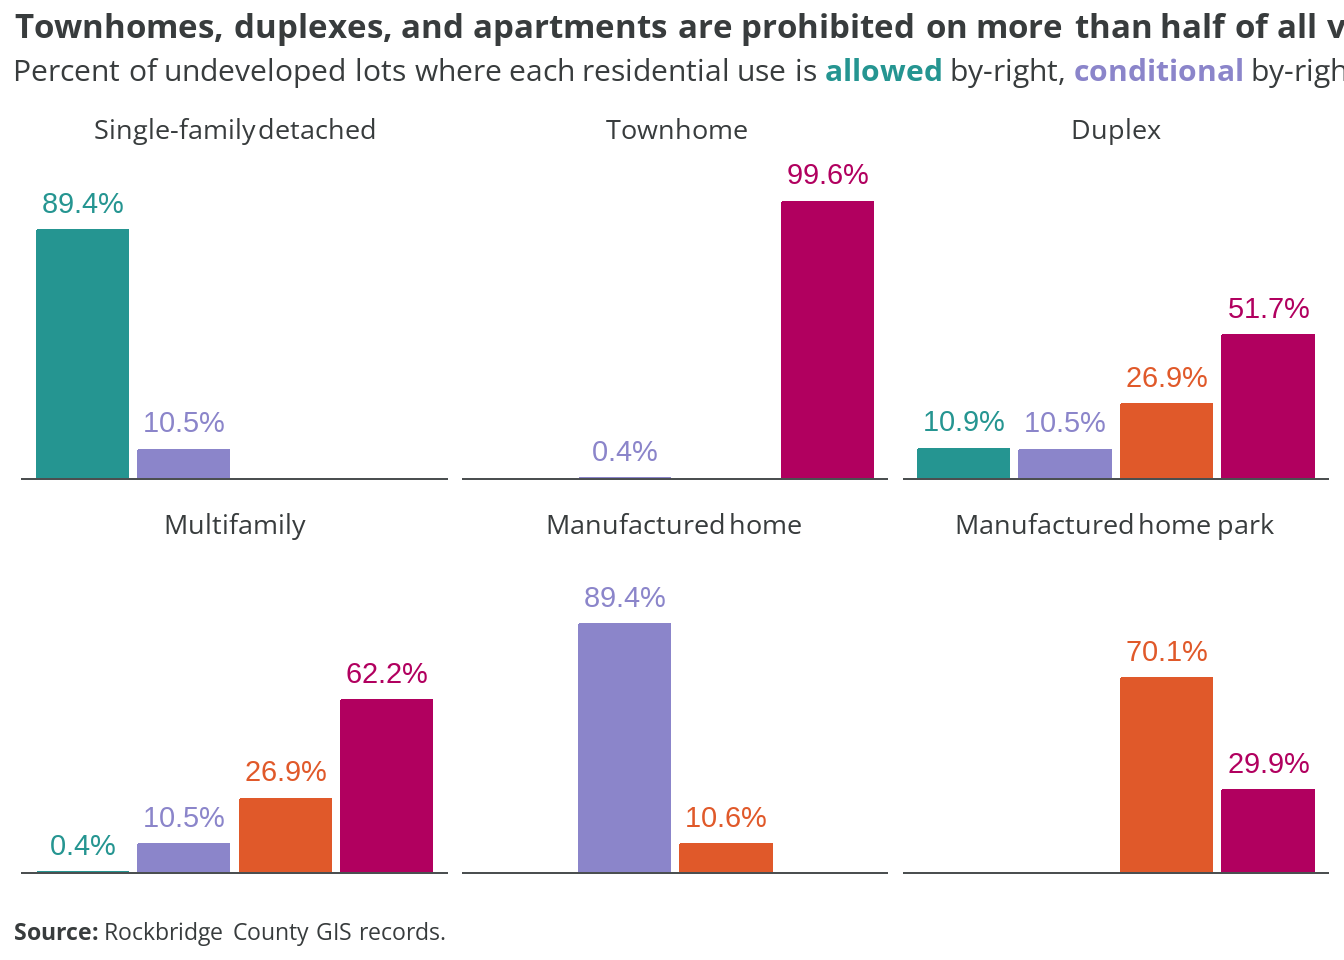 Townhomes, duplexes, and apartments are prohibited on more than half of all v
Percent of undeveloped lots where each residential use is allowed by-right, conditional by-righ
Single-family detached
Townhome
Duplex
89.4%
10.5%
0.4%
99.6%
10.9%
10.5%
26.9%
51.7%
Multifamily
Manufactured home
Manufactured home park
0.4%
10.5%
26.9%
62.2%
89.4%
10.6%
70.1%
29.9%
Source: Rockbridge County GIS records.